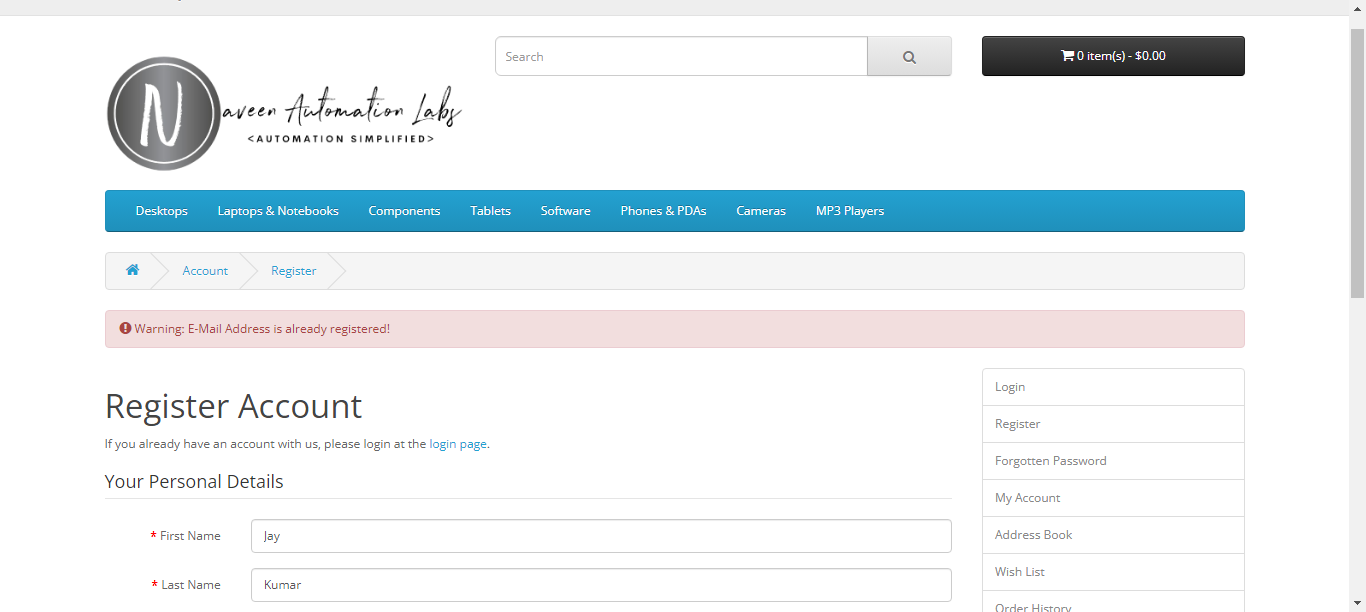 Search
0 item(s) - $0.00
Naveen Automation Labs
<AUTOMATION SIMPLIFIED>
Desktops Laptops & Notebooks Components Tablets Software Phones & PDAs Cameras MP3 Players
Account Register
Warning: E-Mail Address is already registered!
Register Account
If you already have an account with us, please login at the login page.
Your Personal Details
* First Name Jay
* Last Name Kumar
Login
Register
Forgotten Password
My Account
Address Book
Wish List
Order History